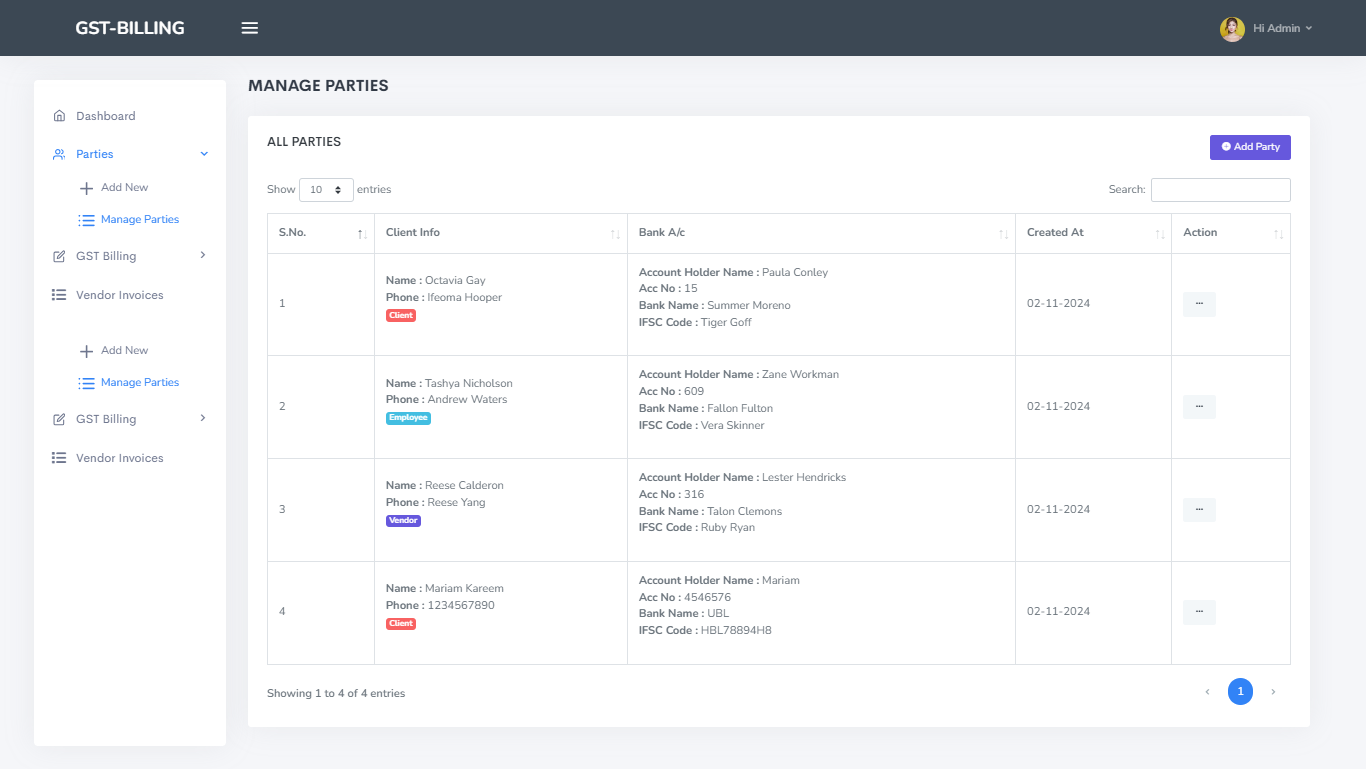 GST-BILLING
Hi Admin
Dashboard
Parties
Add New
Manage Parties
GST Billing
Vendor Invoices
Add New
Manage Parties
GST Billing
Vendor Invoices
MANAGE PARTIES
ALL PARTIES
Add Party
Show 10 entries
Search:
S.No. Client Info Bank A/c Created At Action
1
Name : Octavia Gay
Phone : Ifeoma Hooper
Client
Account Holder Name : Paula Conley
Acc No : 15
Bank Name : Summer Moreno
IFSC Code : Tiger Goff
02-11-2024
...
2
Name : Tashya Nicholson
Phone : Andrew Waters
Employee
Account Holder Name : Zane Workman
Acc No : 609
Bank Name : Fallon Fulton
IFSC Code : Vera Skinner
02-11-2024
...
3
Name : Reese Calderon
Phone : Reese Yang
Vendor
Account Holder Name : Lester Hendricks
Acc No : 316
Bank Name : Talon Clemons
IFSC Code : Ruby Ryan
02-11-2024
...
4
Name : Mariam Kareem
Phone : 1234567890
Client
Account Holder Name : Mariam
Acc No : 4546576
Bank Name : UBL
IFSC Code : HBL78894H8
02-11-2024
...
Showing 1 to 4 of 4 entries
1